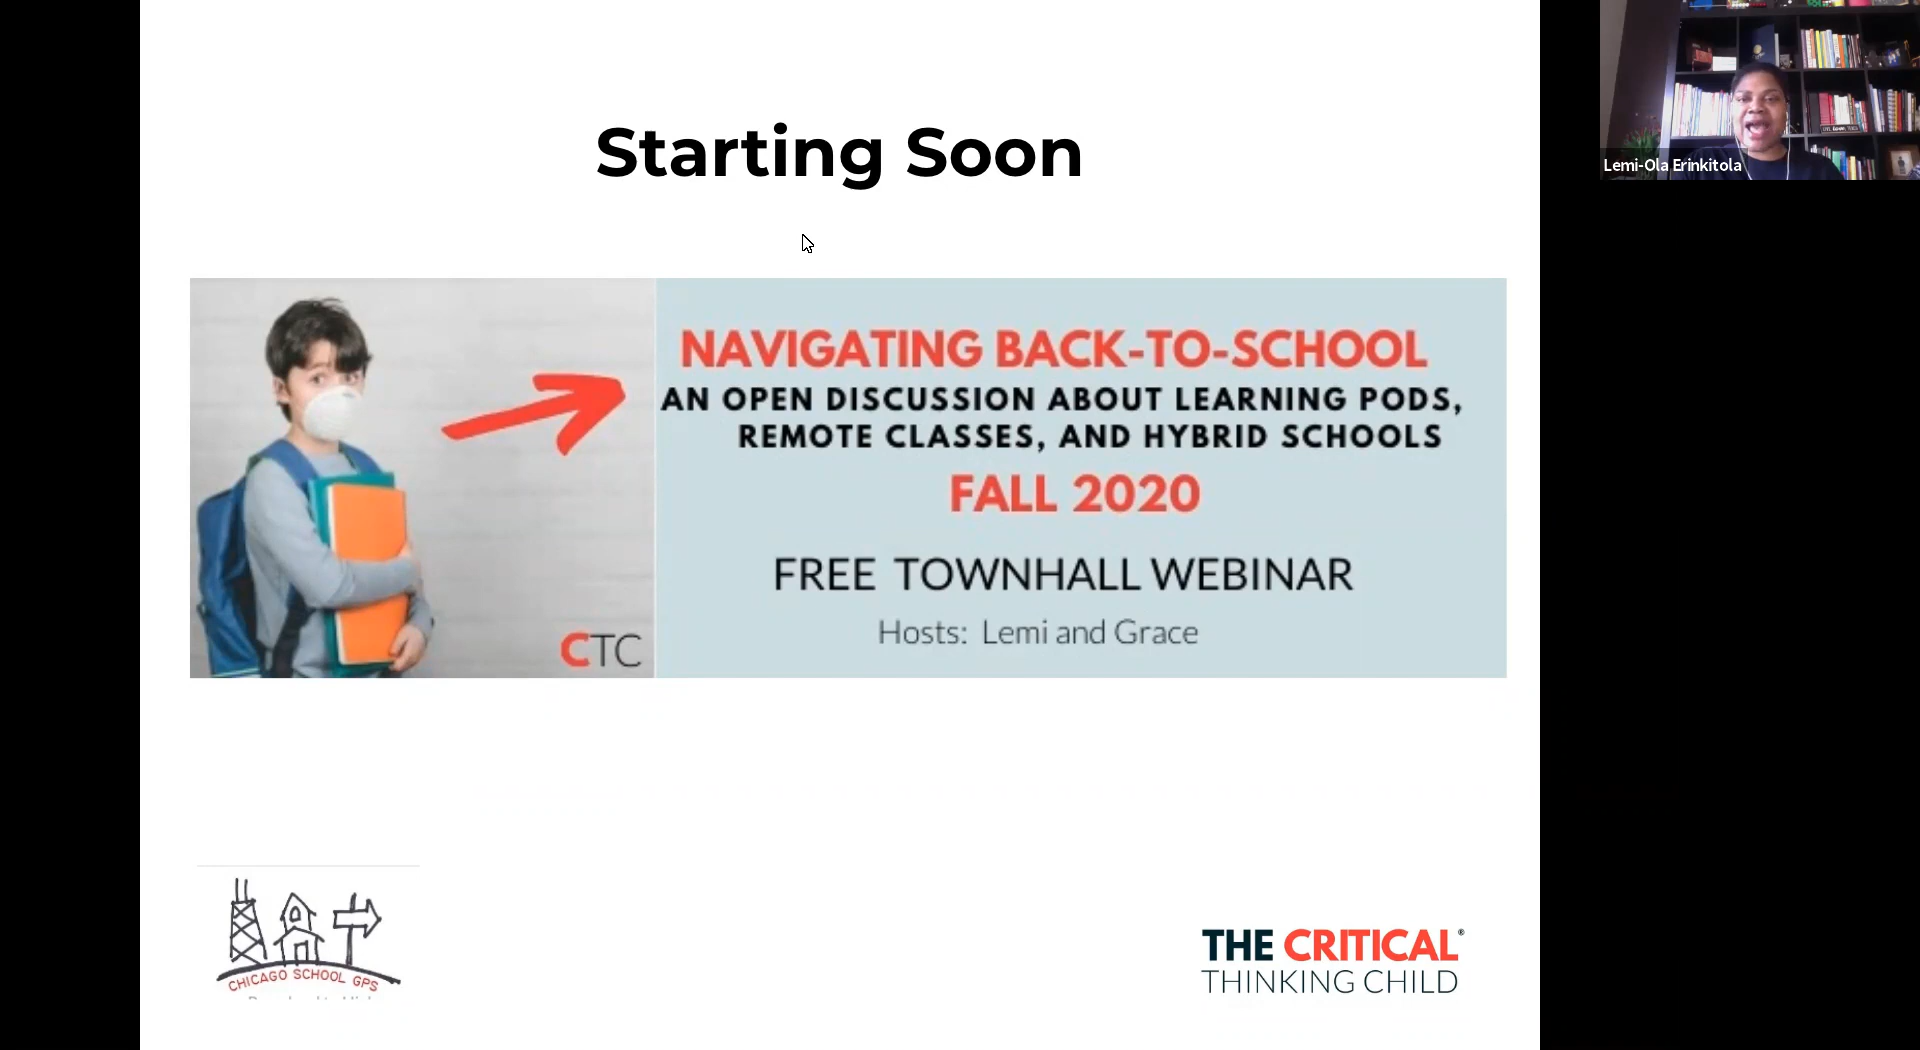 Starting Soon
Lemi-Ola Erinkitola
NAVIGATING BACK-TO-SCHOOL
AN OPEN DISCUSSION ABOUT LEARNING PODS,
REMOTE CLASSES, AND HYBRID SCHOOLS
FALL 2020
FREE TOWNHALL WEBINAR
Hosts: Lemi and Grace
CTC
CHICAGO SCHOOL GPS
THE CRITICAL®
THINKING CHILD